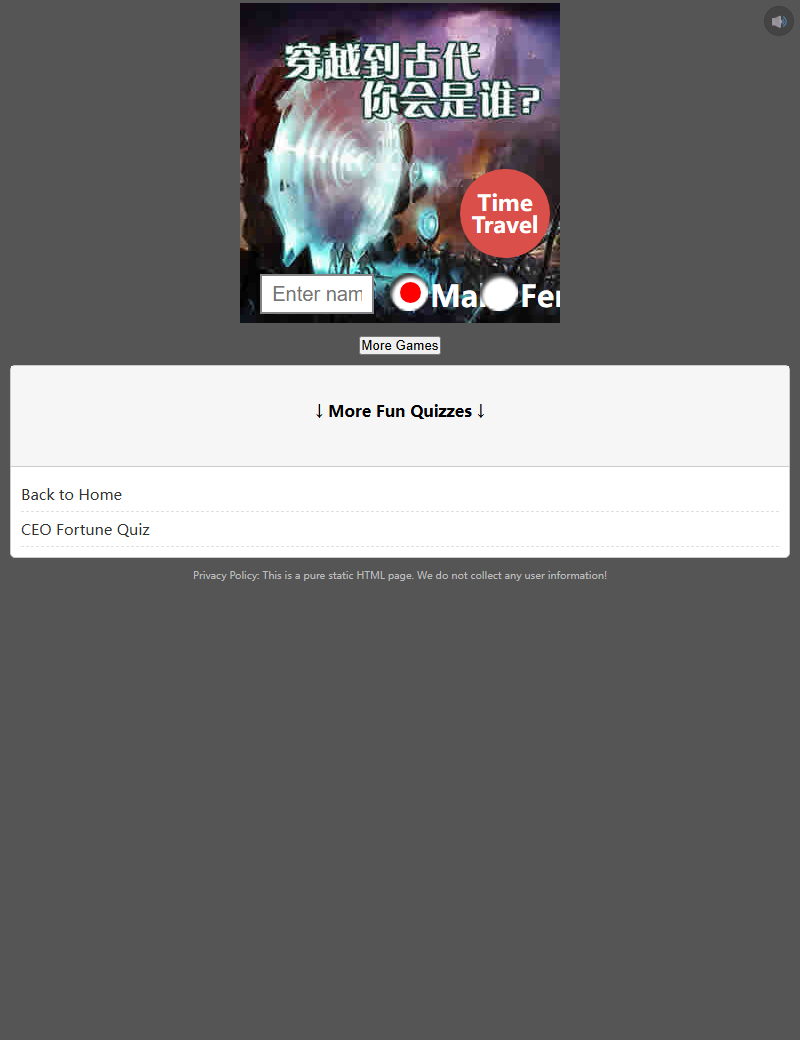 穿越到古代
你会是谁?
Time
Travel
Enter nam
Mal Fer
More Games
↓ More Fun Quizzes ↓
Back to Home
CEO Fortune Quiz
Privacy Policy: This is a pure static HTML page. We do not collect any user information!